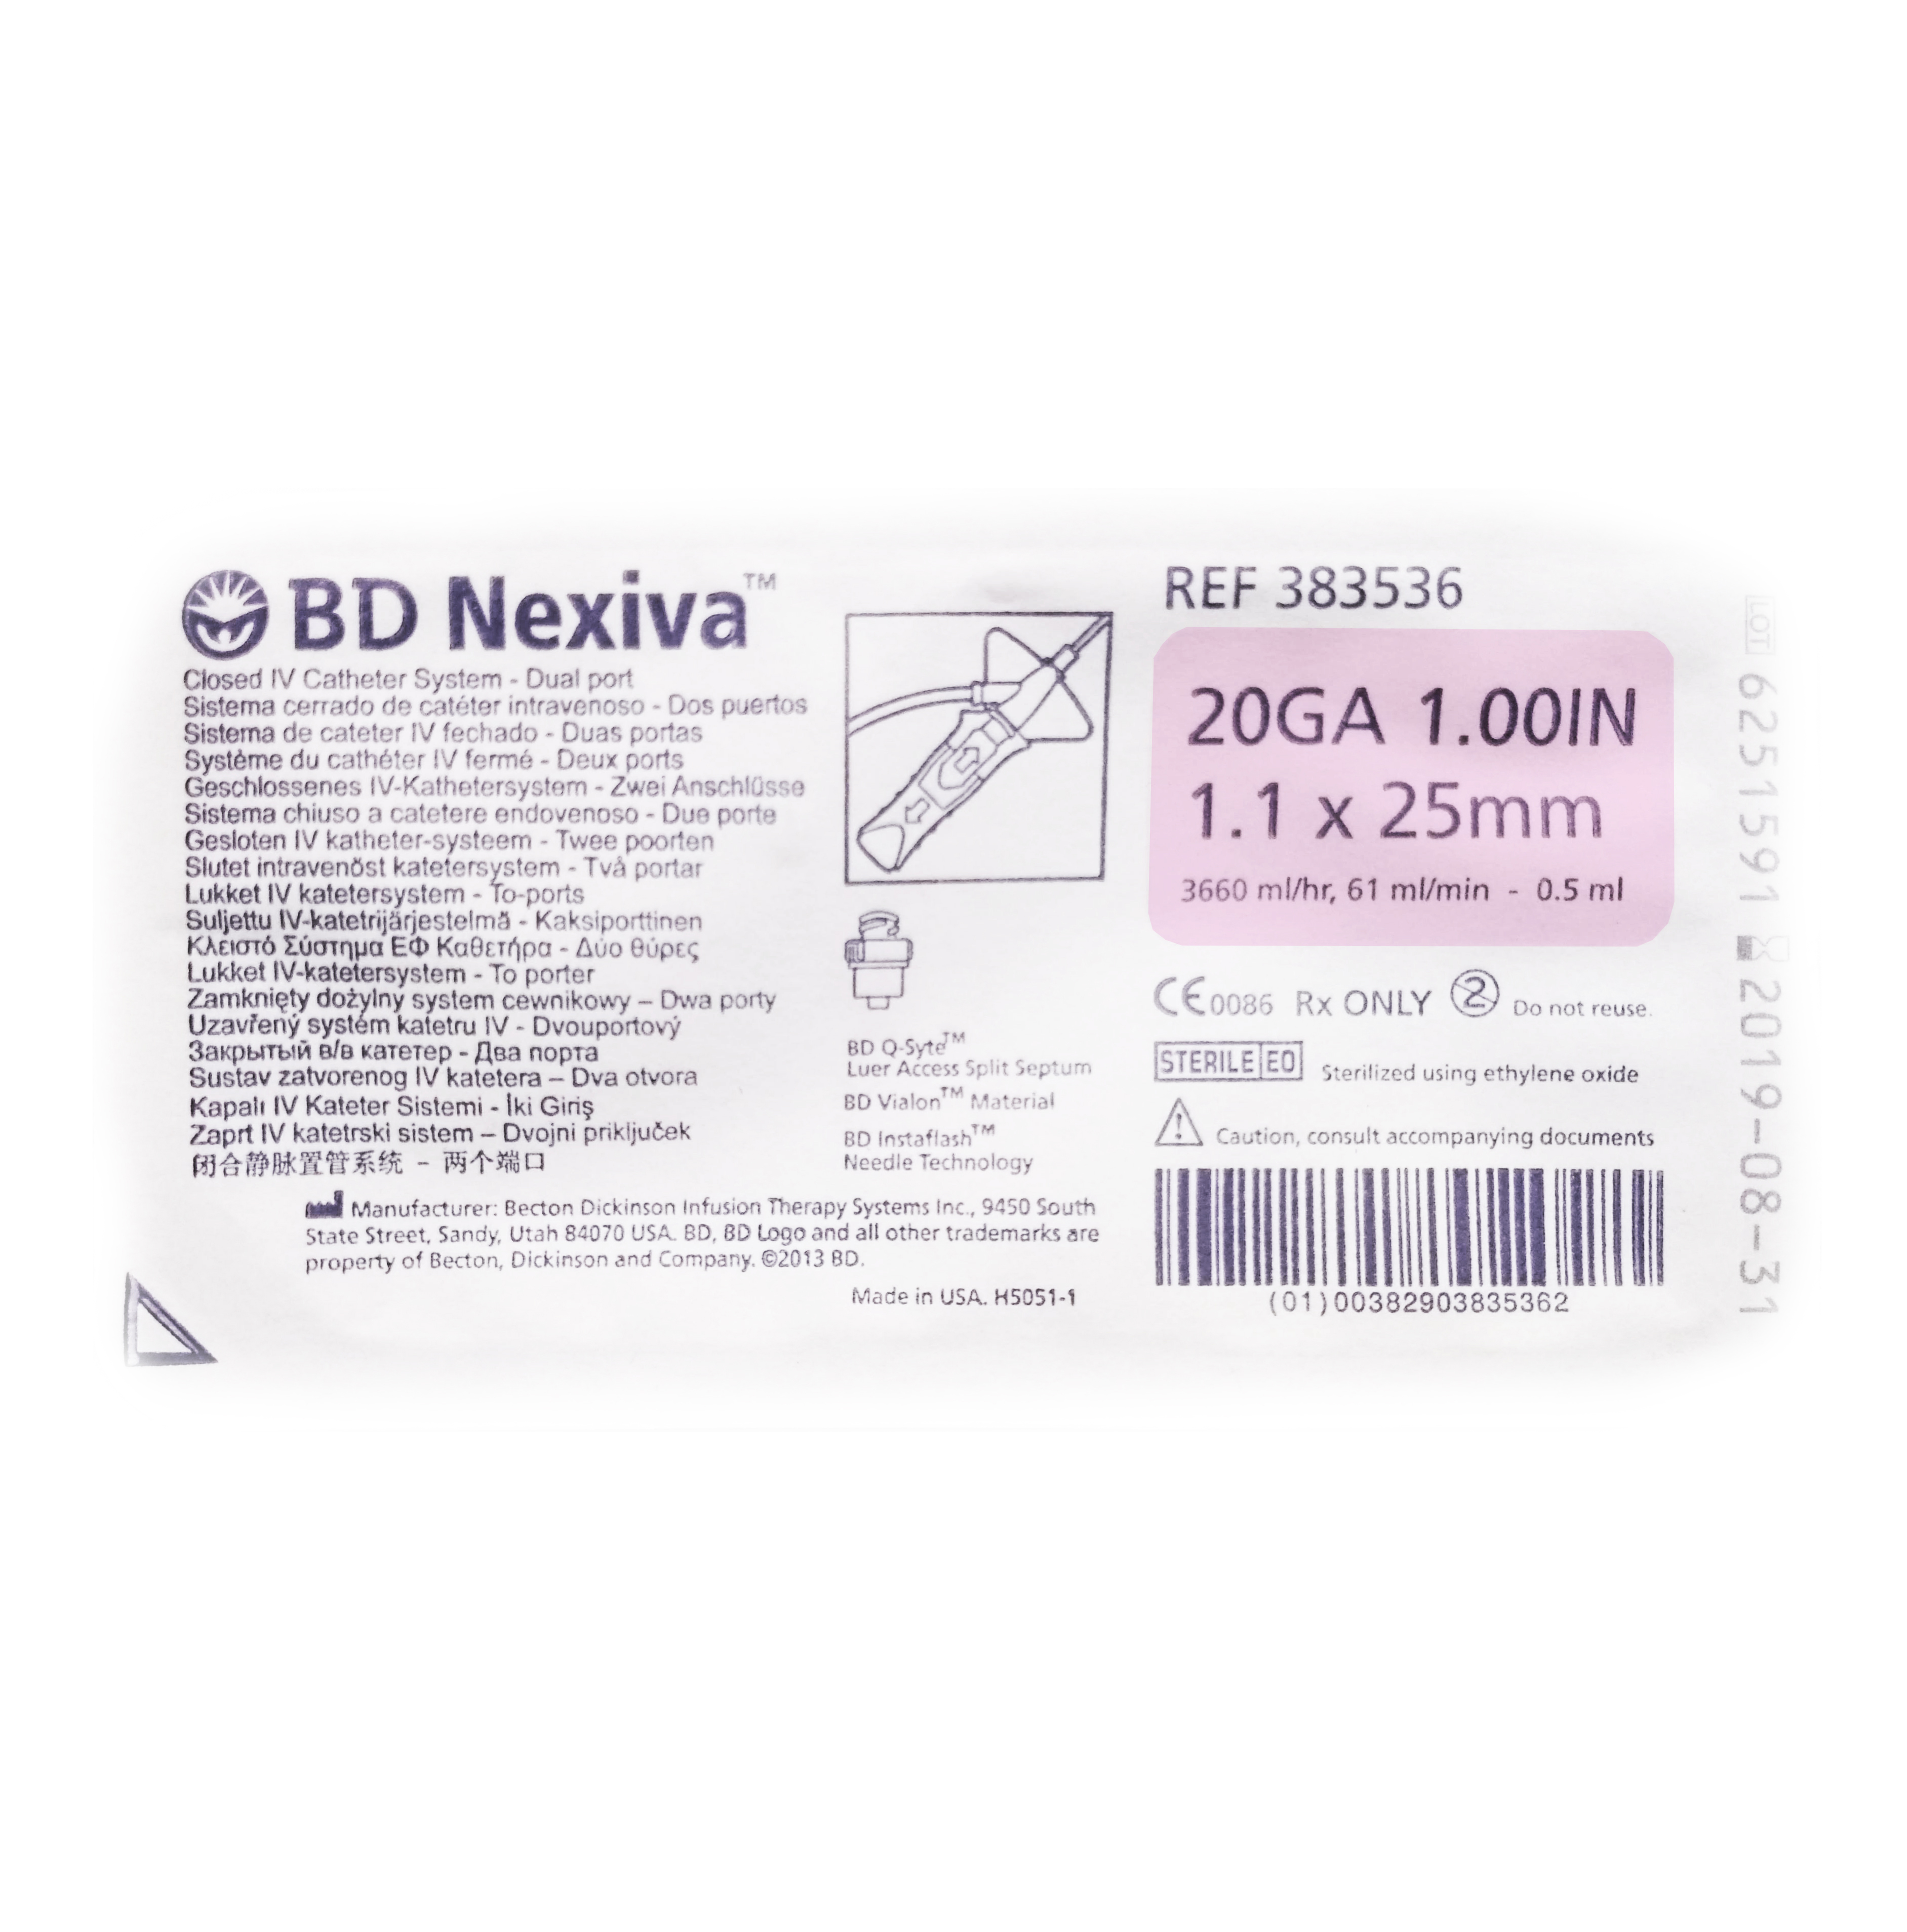 BD Nexiva™
Closed IV Catheter System - Dual port
Sistema cerrado de catéter intravenoso - Dos puertos
Sistema de cateter IV fechado - Duas portas
Système du cathéter IV fermé - Deux ports
Geschlossenes IV-Kathetersystem - Zwei Anschlüsse
Sistema chiuso a catetere endovenoso - Due porte
Gesloten IV katheter-systeem - Twee poorten
Slutet intravenöst katetersystem - Två portar
Lukket IV katetersystem - To-ports
Suljettu IV-katetrijärjestelmä - Kaksiporttinen
Κλειστό Σύστημα ΕΦ Καθετήρα - Δύο θύρες
Lukket IV-katetersystem - To porter
Zamknięty dożylny system cewnikowy – Dwa porty
Uzavřený systém katetru IV - Dvouportový
Закрытый в/в катетер - Два порта
Sustav zatvorenog IV katetera – Dva otvora
Kapalı IV Kateter Sistemi - İki Giriş
Zaprt IV katetrski sistem – Dvojni priključek
闭合静脉置管系统 - 两个端口
Manufacturer: Becton Dickinson Infusion Therapy Systems Inc., 9450 South
State Street, Sandy, Utah 84070 USA. BD, BD Logo and all other trademarks are
property of Becton, Dickinson and Company. ©2013 BD.
Made in USA. H5051-1
BD Q-Syte™
Luer Access Split Septum
BD Vialon™ Material
BD Instaflash™
Needle Technology
REF 383536
20GA 1.00IN
1.1 x 25mm
3660 ml/hr, 61 ml/min - 0.5 ml
CE0086 Rx ONLY 2 Do not reuse.
STERILE EO Sterilized using ethylene oxide
! Caution, consult accompanying documents
(01)00382903835362
LOT 6251591 2019-08-31